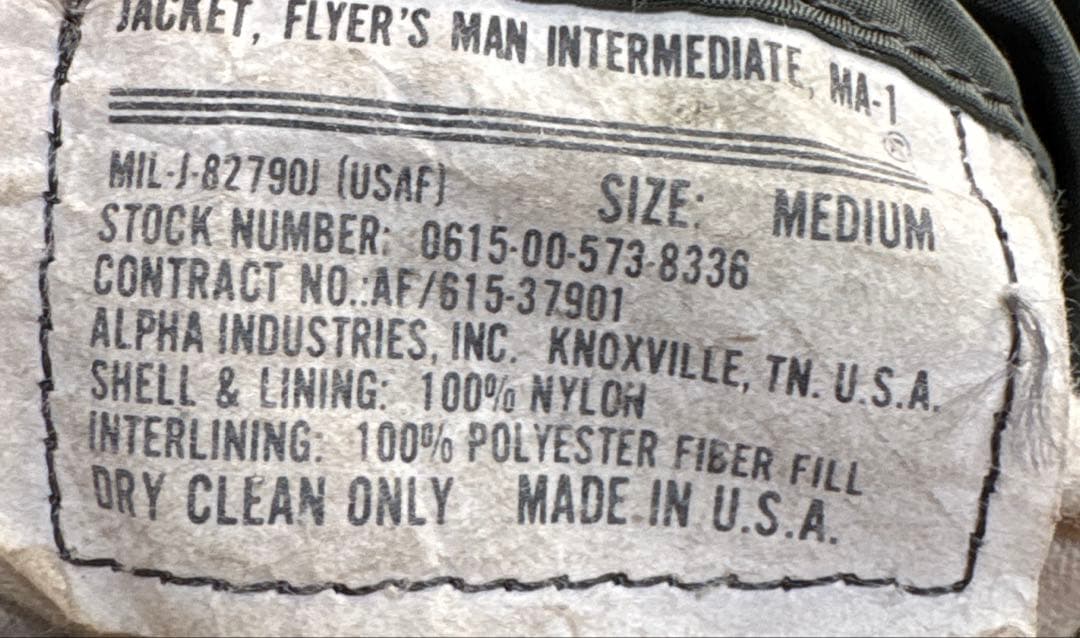 JACKET, FLYER'S MAN INTERMEDIATE, MA-1
®
MIL-J-82790J (USAF) SIZE: MEDIUM
STOCK NUMBER: 0615-00-573-8336
CONTRACT NO.:AF/615-37901
ALPHA INDUSTRIES, INC. KNOXVILLE, TN. U.S.A.
SHELL & LINING: 100% NYLON
INTERLINING: 100% POLYESTER FIBER FILL
DRY CLEAN ONLY MADE IN U.S.A.